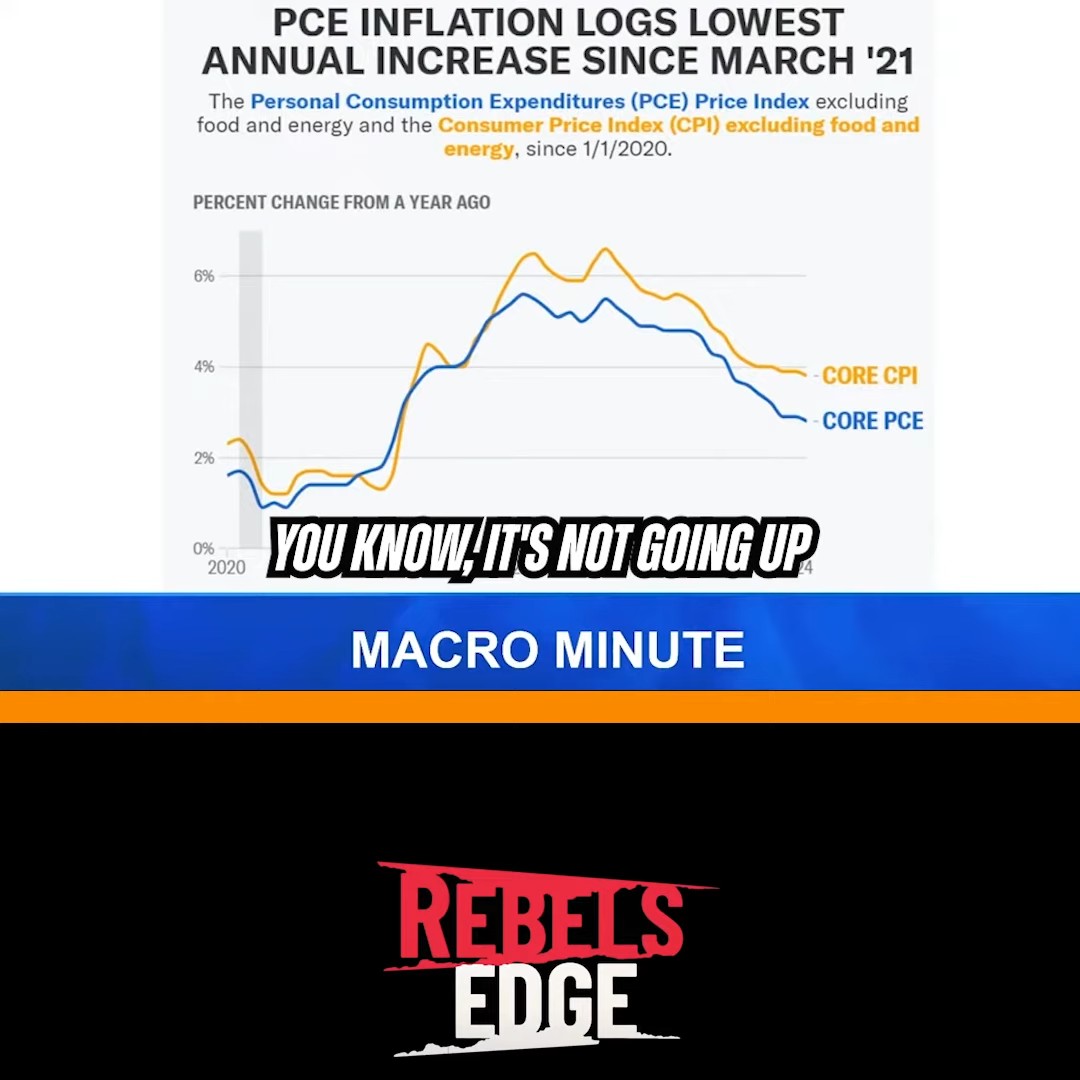 PCE INFLATION LOGS LOWEST
ANNUAL INCREASE SINCE MARCH '21
The Personal Consumption Expenditures (PCE) Price Index excluding
food and energy and the Consumer Price Index (CPI) excluding food and
energy, since 1/1/2020.
PERCENT CHANGE FROM A YEAR AGO
6%
4%
CORE CPI
CORE PCE
2%
0%
2020
YOU KNOW, IT'S NOT GOING UP
MACRO MINUTE
REBELS
EDGE